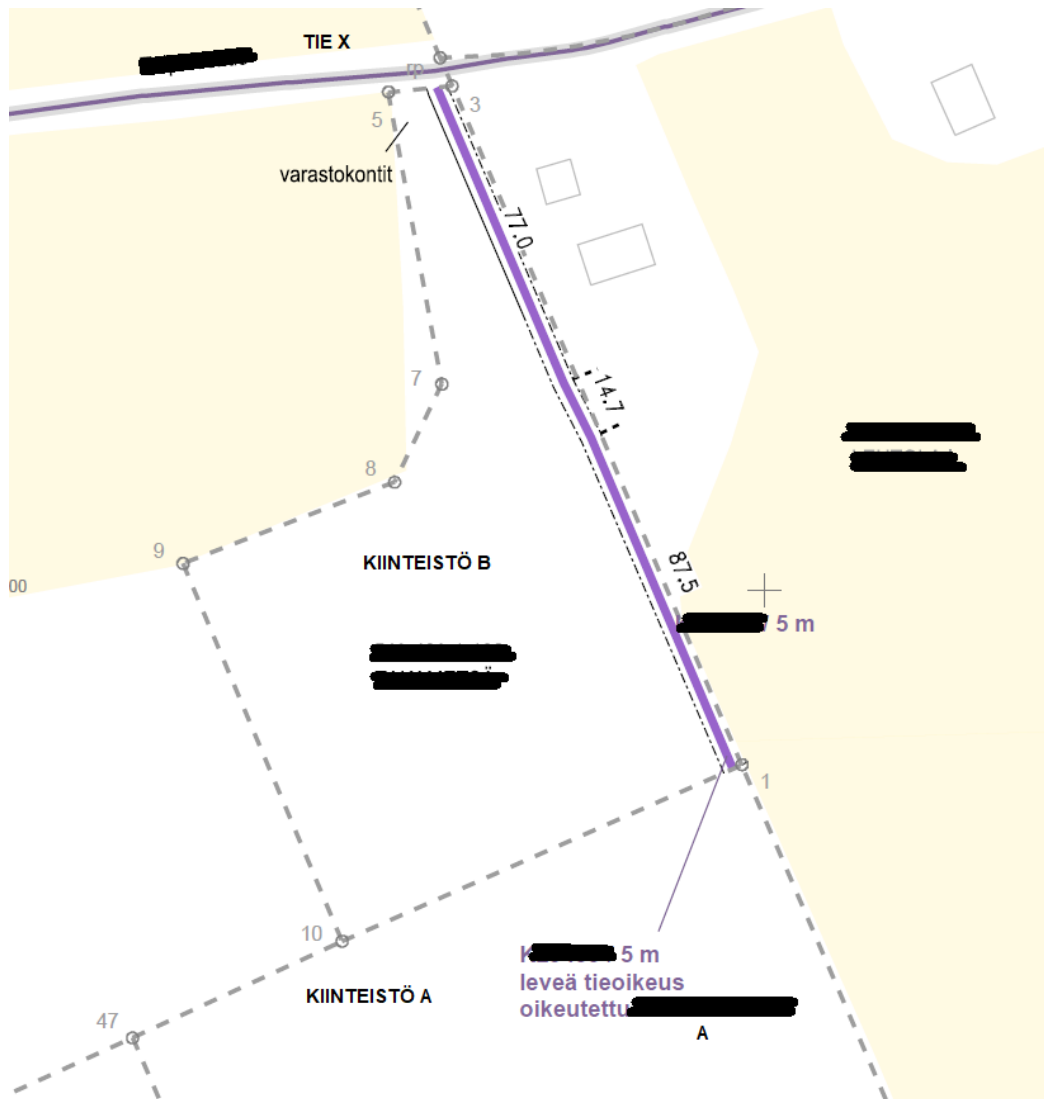 TIE X
rp
3
5
varastokontit
77.0
7
14.7
8
9
KIINTEISTÖ B
87.5
00
5 m
1
10
5 m
leveä tieoikeus
oikeutettu
KIINTEISTÖ A
47
A